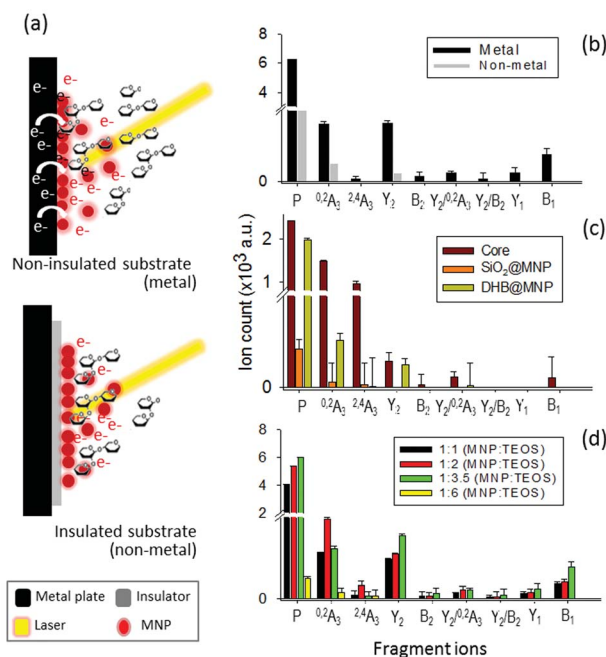 (a)
e-
e-
e-
e-
e-
e-
e-
e-
e-
e-
e-
e-
e-
Non-insulated substrate
(metal)
e-
e-
e-
e-
e-
Insulated substrate
(non-metal)
Metal plate
Insulator
Laser
MNP
(b)
Metal
Non-metal
8
6
4
2
0
P
0,2A3
2,4A3
Y2
B2
Y2/0,2A3
Y2/B2
Y1
B1
(c)
Core
SiO2@MNP
DHB@MNP
2
1
0
P
0,2A3
2,4A3
Y2
B2
Y2/0,2A3
Y2/B2
Y1
B1
Ion count (x10³ a.u.)
(d)
1:1 (MNP:TEOS)
1:2 (MNP:TEOS)
1:3.5 (MNP:TEOS)
1:6 (MNP:TEOS)
8
6
4
2
2
0
P
0,2A3
2,4A3
Y2
B2
Y2/0,2A3
Y2/B2
Y1
B1
Fragment ions